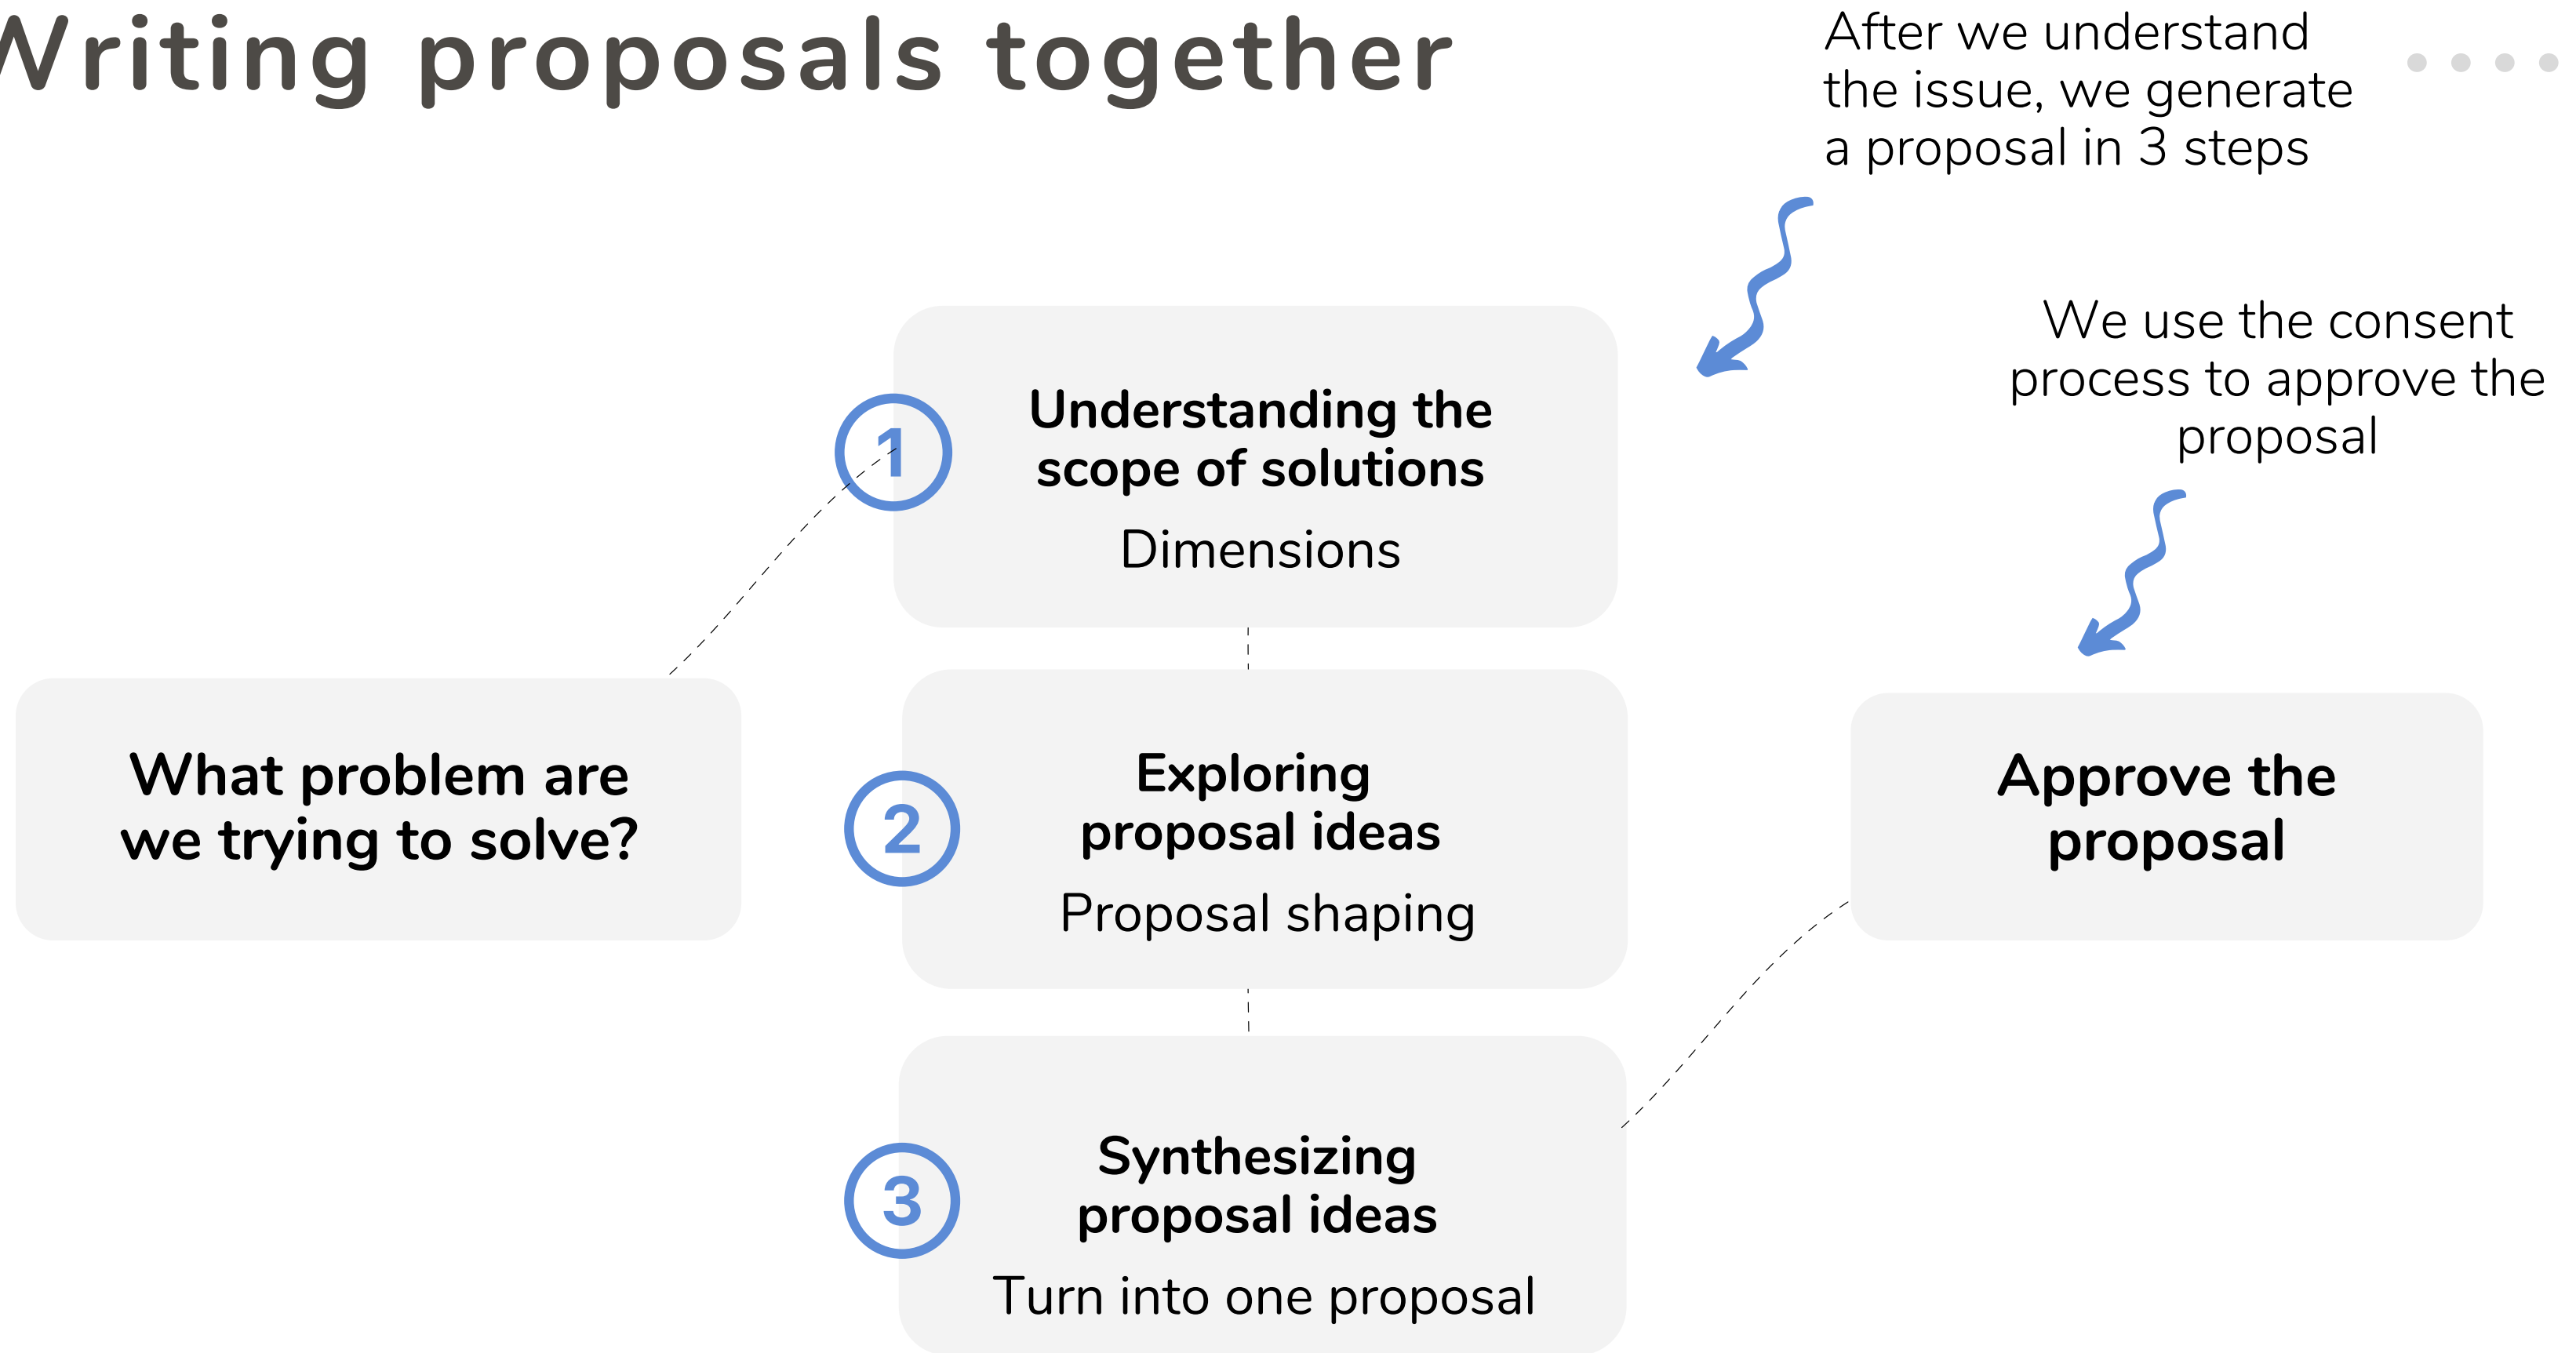 Writing proposals together
After we understand
the issue, we generate
a proposal in 3 steps
We use the consent
process to approve the
proposal
1
Understanding the
scope of solutions
Dimensions
What problem are
we trying to solve?
2
Exploring
proposal ideas
Proposal shaping
Approve the
proposal
3
Synthesizing
proposal ideas
Turn into one proposal